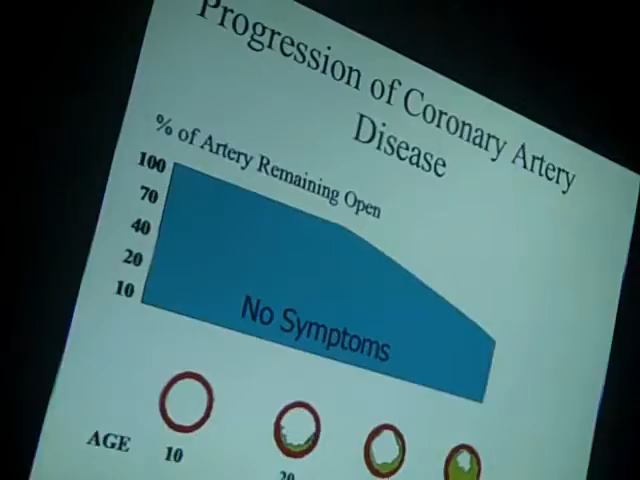 Progression of Coronary Artery
Disease
% of Artery Remaining Open
100
70
40
20
10
No Symptoms
AGE 10 20